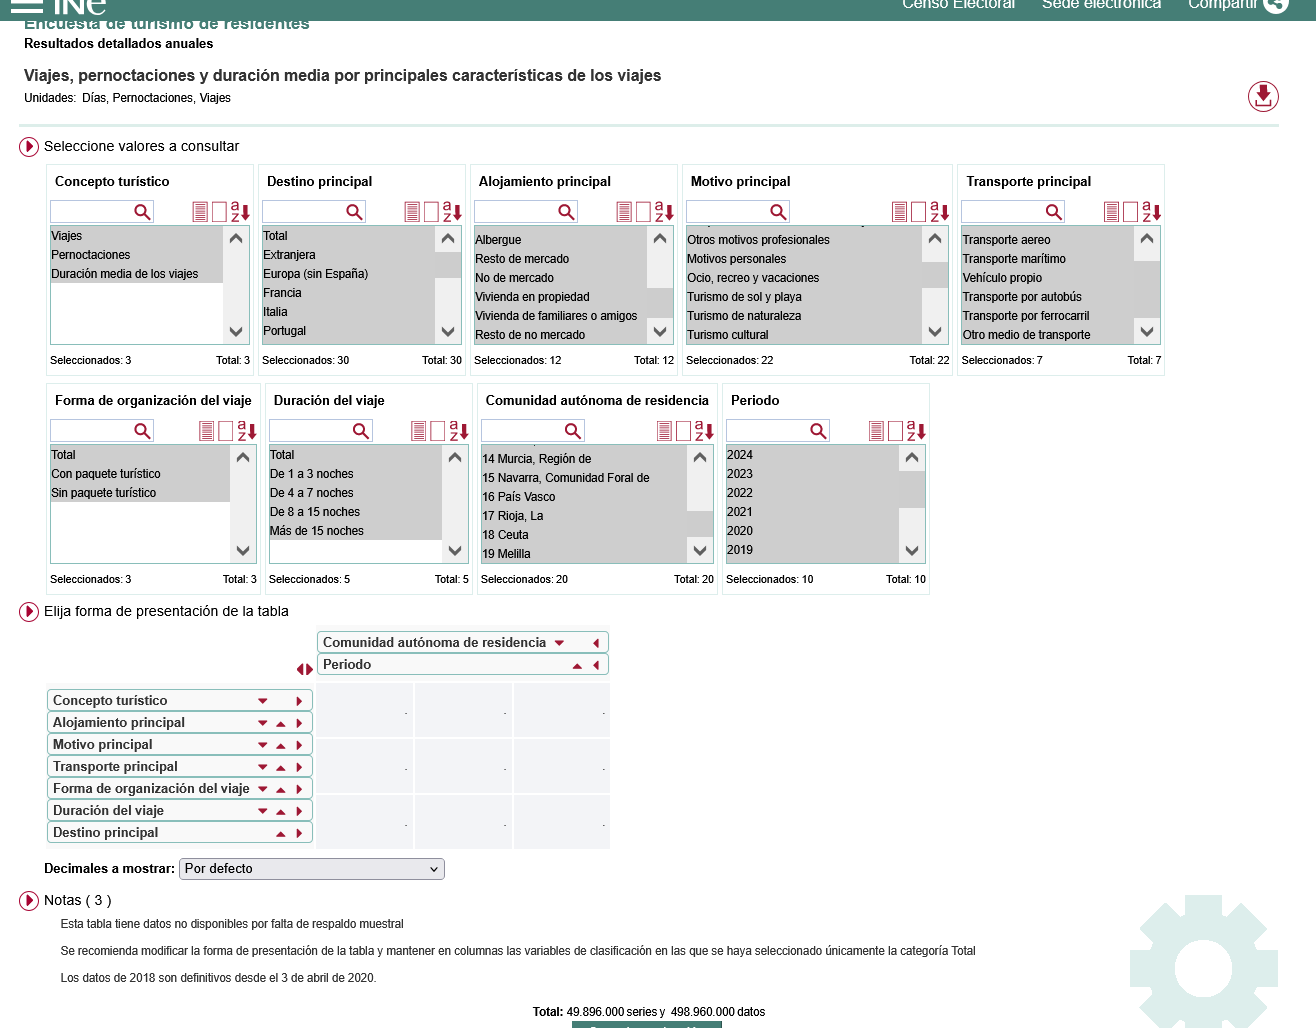 INe
Censo Electoral Sede electrónica Compartir
Encuesta de turismo de residentes
Resultados detallados anuales
Viajes, pernoctaciones y duración media por principales características de los viajes
Unidades: Días, Pernoctaciones, Viajes
Seleccione valores a consultar
Concepto turístico
Viajes
Pernoctaciones
Duración media de los viajes
Seleccionados: 3 Total: 3
Destino principal
Total
Extranjera
Europa (sin España)
Francia
Italia
Portugal
Seleccionados: 30 Total: 30
Alojamiento principal
Albergue
Resto de mercado
No de mercado
Vivienda en propiedad
Vivienda de familiares o amigos
Resto de no mercado
Seleccionados: 12 Total: 12
Motivo principal
Otros motivos profesionales
Motivos personales
Ocio, recreo y vacaciones
Turismo de sol y playa
Turismo de naturaleza
Turismo cultural
Seleccionados: 22 Total: 22
Transporte principal
Transporte aereo
Transporte marítimo
Vehículo propio
Transporte por autobús
Transporte por ferrocarril
Otro medio de transporte
Seleccionados: 7 Total: 7
Forma de organización del viaje
Total
Con paquete turístico
Sin paquete turístico
Seleccionados: 3 Total: 3
Duración del viaje
Total
De 1 a 3 noches
De 4 a 7 noches
De 8 a 15 noches
Más de 15 noches
Seleccionados: 5 Total: 5
Comunidad autónoma de residencia
14 Murcia, Región de
15 Navarra, Comunidad Foral de
16 País Vasco
17 Rioja, La
18 Ceuta
19 Melilla
Seleccionados: 20 Total: 20
Periodo
2024
2023
2022
2021
2020
2019
Seleccionados: 10 Total: 10
Elija forma de presentación de la tabla
Comunidad autónoma de residencia
Periodo
Concepto turístico
Alojamiento principal
Motivo principal
Transporte principal
Forma de organización del viaje
Duración del viaje
Destino principal
Decimales a mostrar: Por defecto
Notas ( 3 )
Esta tabla tiene datos no disponibles por falta de respaldo muestral
Se recomienda modificar la forma de presentación de la tabla y mantener en columnas las variables de clasificación en las que se haya seleccionado únicamente la categoría Total
Los datos de 2018 son definitivos desde el 3 de abril de 2020.
Total: 49.896.000 series y 498.960.000 datos